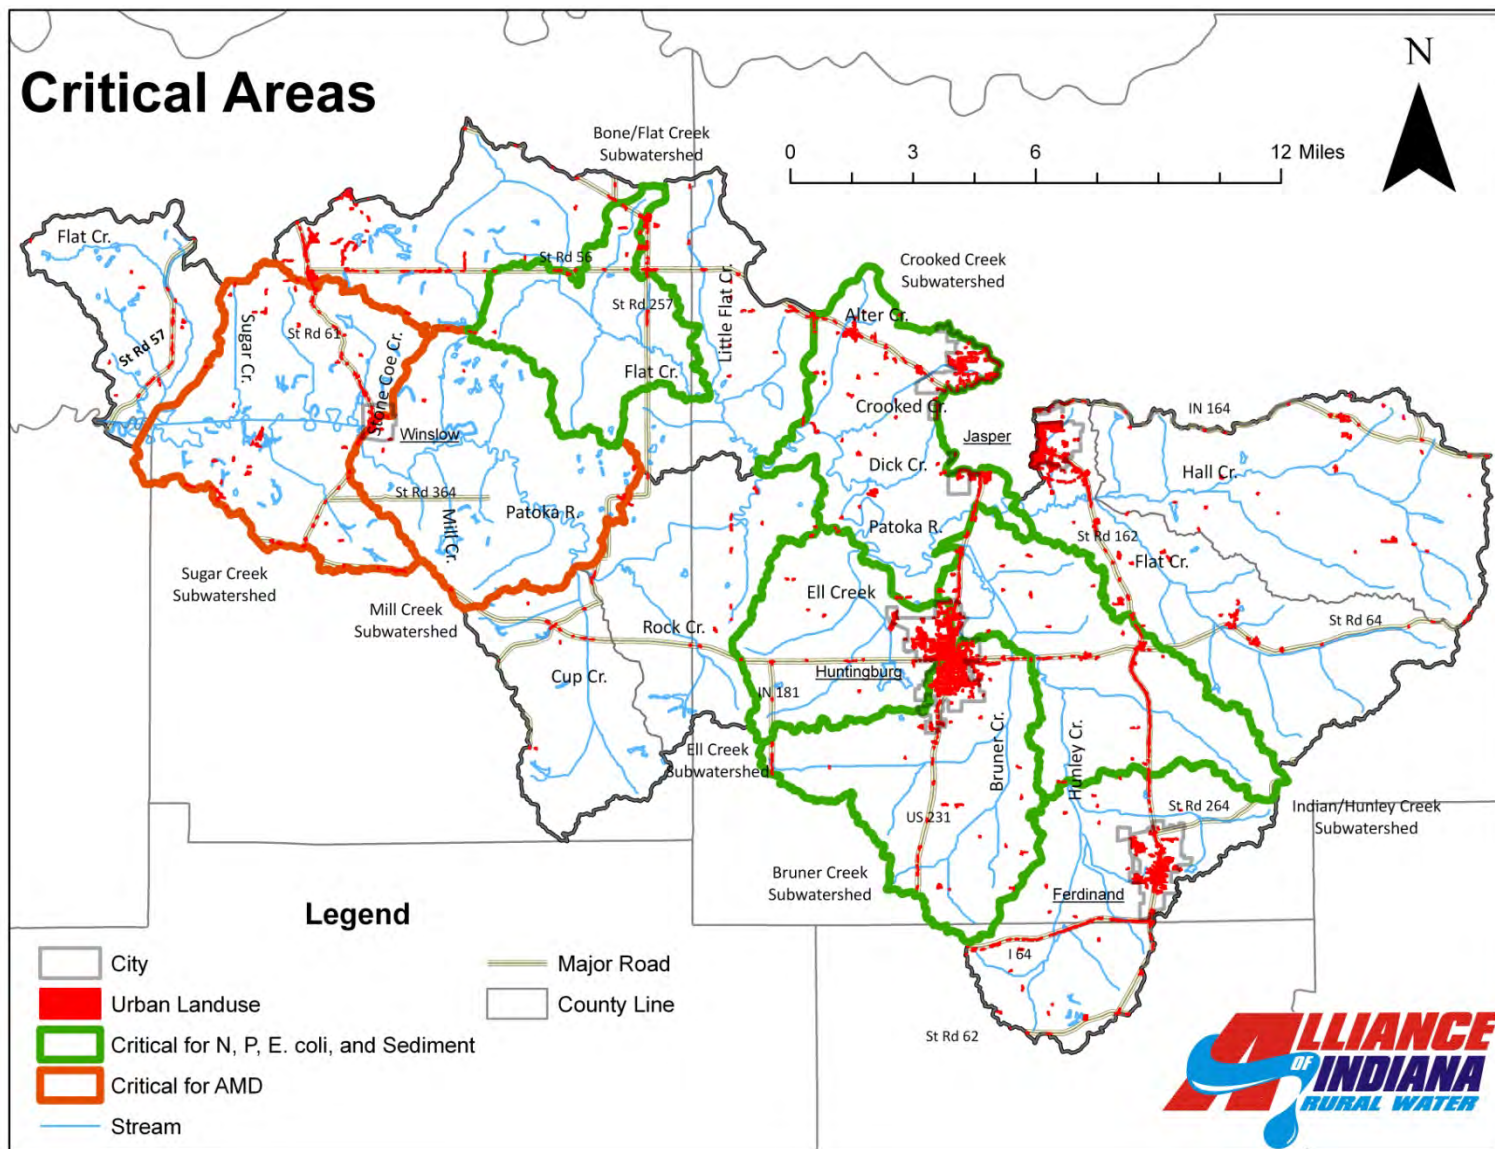 Critical Areas
N
0 3 6 12 Miles
Bone/Flat Creek
Subwatershed
Crooked Creek
Subwatershed
Flat Cr.
St Rd 57
Sugar Cr.
St Rd 61
Stone Coe Cr.
St Rd 56
St Rd 257
Little Flat Cr.
Flat Cr.
Alter Cr.
Crooked Cr.
Winslow
Jasper
IN 164
Hall Cr.
Dick Cr.
St Rd 364
Mill Cr.
Patoka R.
Patoka R.
St Rd 162
Flat Cr.
Sugar Creek
Subwatershed
Mill Creek
Subwatershed
Ell Creek
Rock Cr.
St Rd 64
Cup Cr.
Huntingburg
IN 181
Ell Creek
Subwatershed
Bruner Cr.
Hunley Cr.
US 231
St Rd 264
Indian/Hunley Creek
Subwatershed
Bruner Creek
Subwatershed
Ferdinand
I 64
St Rd 62
Legend
City
Urban Landuse
Critical for N, P, E. coli, and Sediment
Critical for AMD
Stream
Major Road
County Line
ALLIANCE
OF INDIANA
RURAL WATER